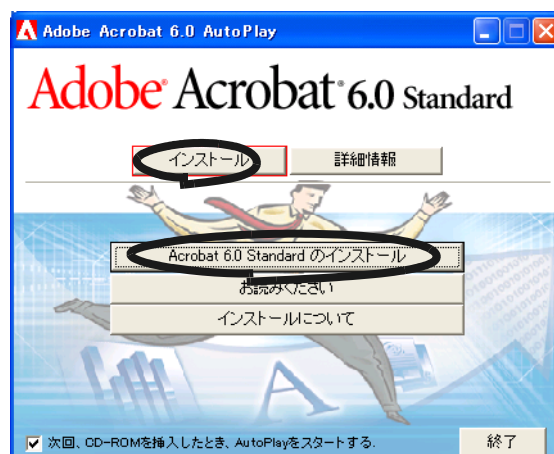 Adobe Acrobat 6.0 AutoPlay
Adobe® Acrobat® 6.0 Standard
インストール 詳細情報
Acrobat 6.0 Standard のインストール
お読みください
インストールについて
次回、CD-ROMを挿入したとき、AutoPlayをスタートする.
終了